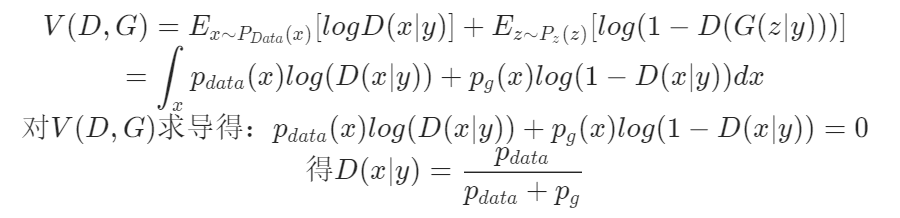 V(D, G) = E_{x∼P_{Data}(x)}[logD(x|y)] + E_{z∼P_z(z)}[log(1 − D(G(z|y)))]
= ∫_x p_{data}(x)log(D(x|y)) + p_g(x)log(1 − D(x|y))dx
对V(D, G)求导得：p_{data}(x)log(D(x|y)) + p_g(x)log(1 − D(x|y)) = 0
得D(x|y) = \frac{p_{data}}{p_{data} + p_g}